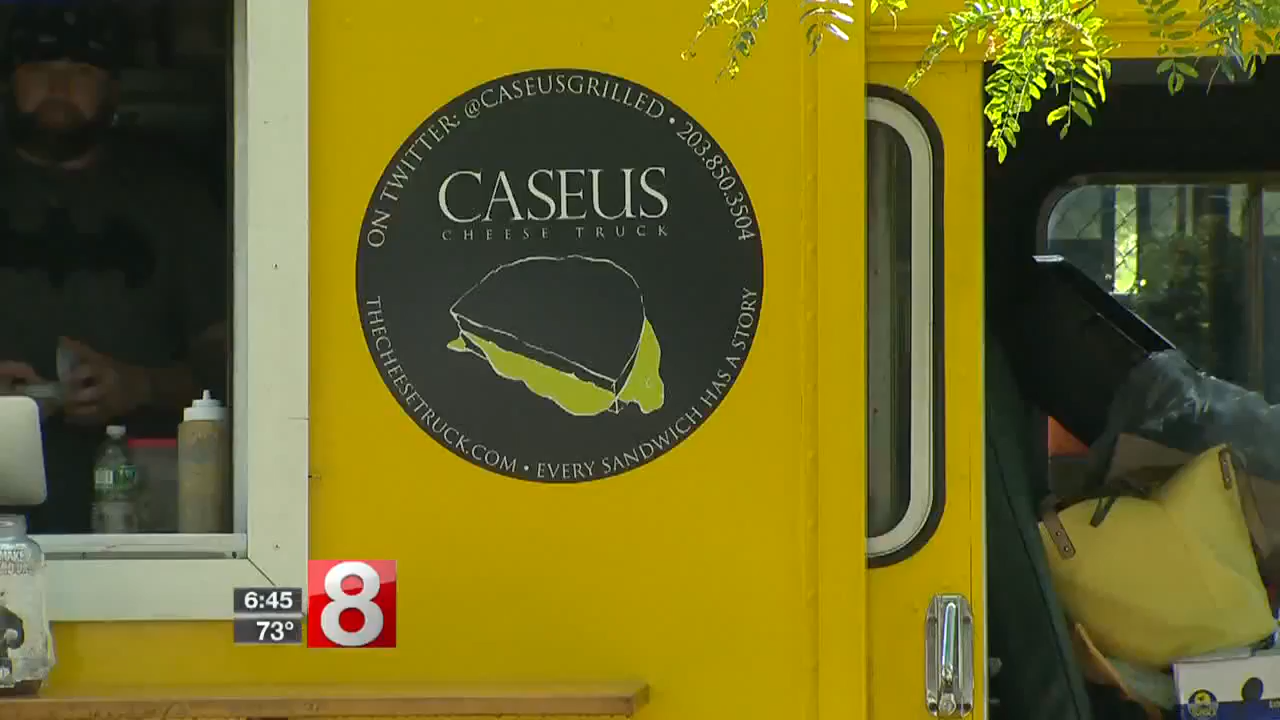 ON TWITTER: @CASEUSGRILLED • 203.850.3504
CASEUS
CHEESE TRUCK
THECHEESETRUCK.COM • EVERY SANDWICH HAS A STORY
6:45
73°
8